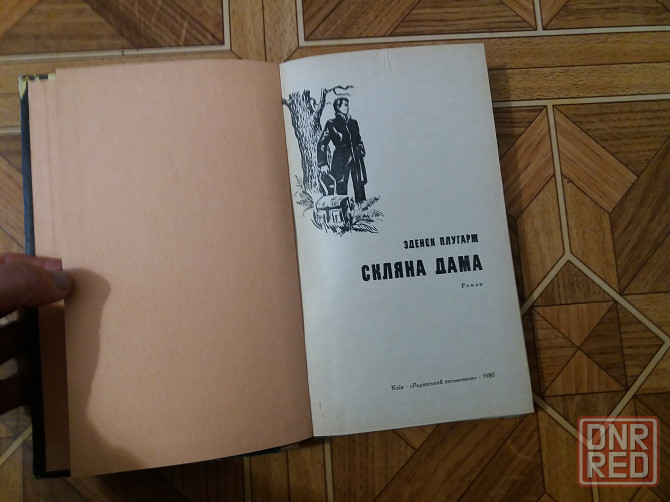 ЗДЕНЕК ПЛУГАРЖ
СКЛЯНА ДАМА
Роман
Київ · «Радянський письменник» · 1980
DNR
RED